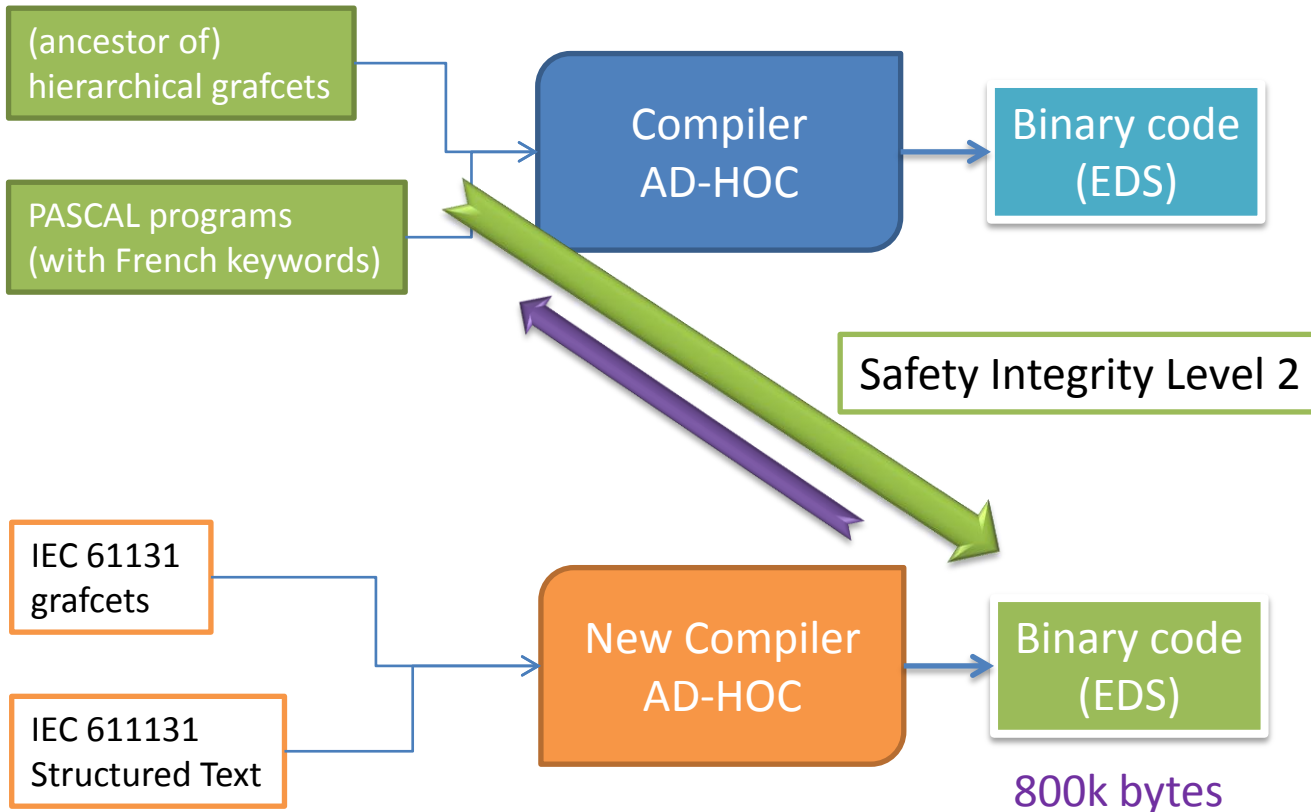 (ancestor of)
hierarchical grafcets
PASCAL programs
(with French keywords)
Compiler
AD-HOC
Binary code
(EDS)
Safety Integrity Level 2
IEC 61131
grafcets
IEC 611131
Structured Text
New Compiler
AD-HOC
Binary code
(EDS)
800k bytes